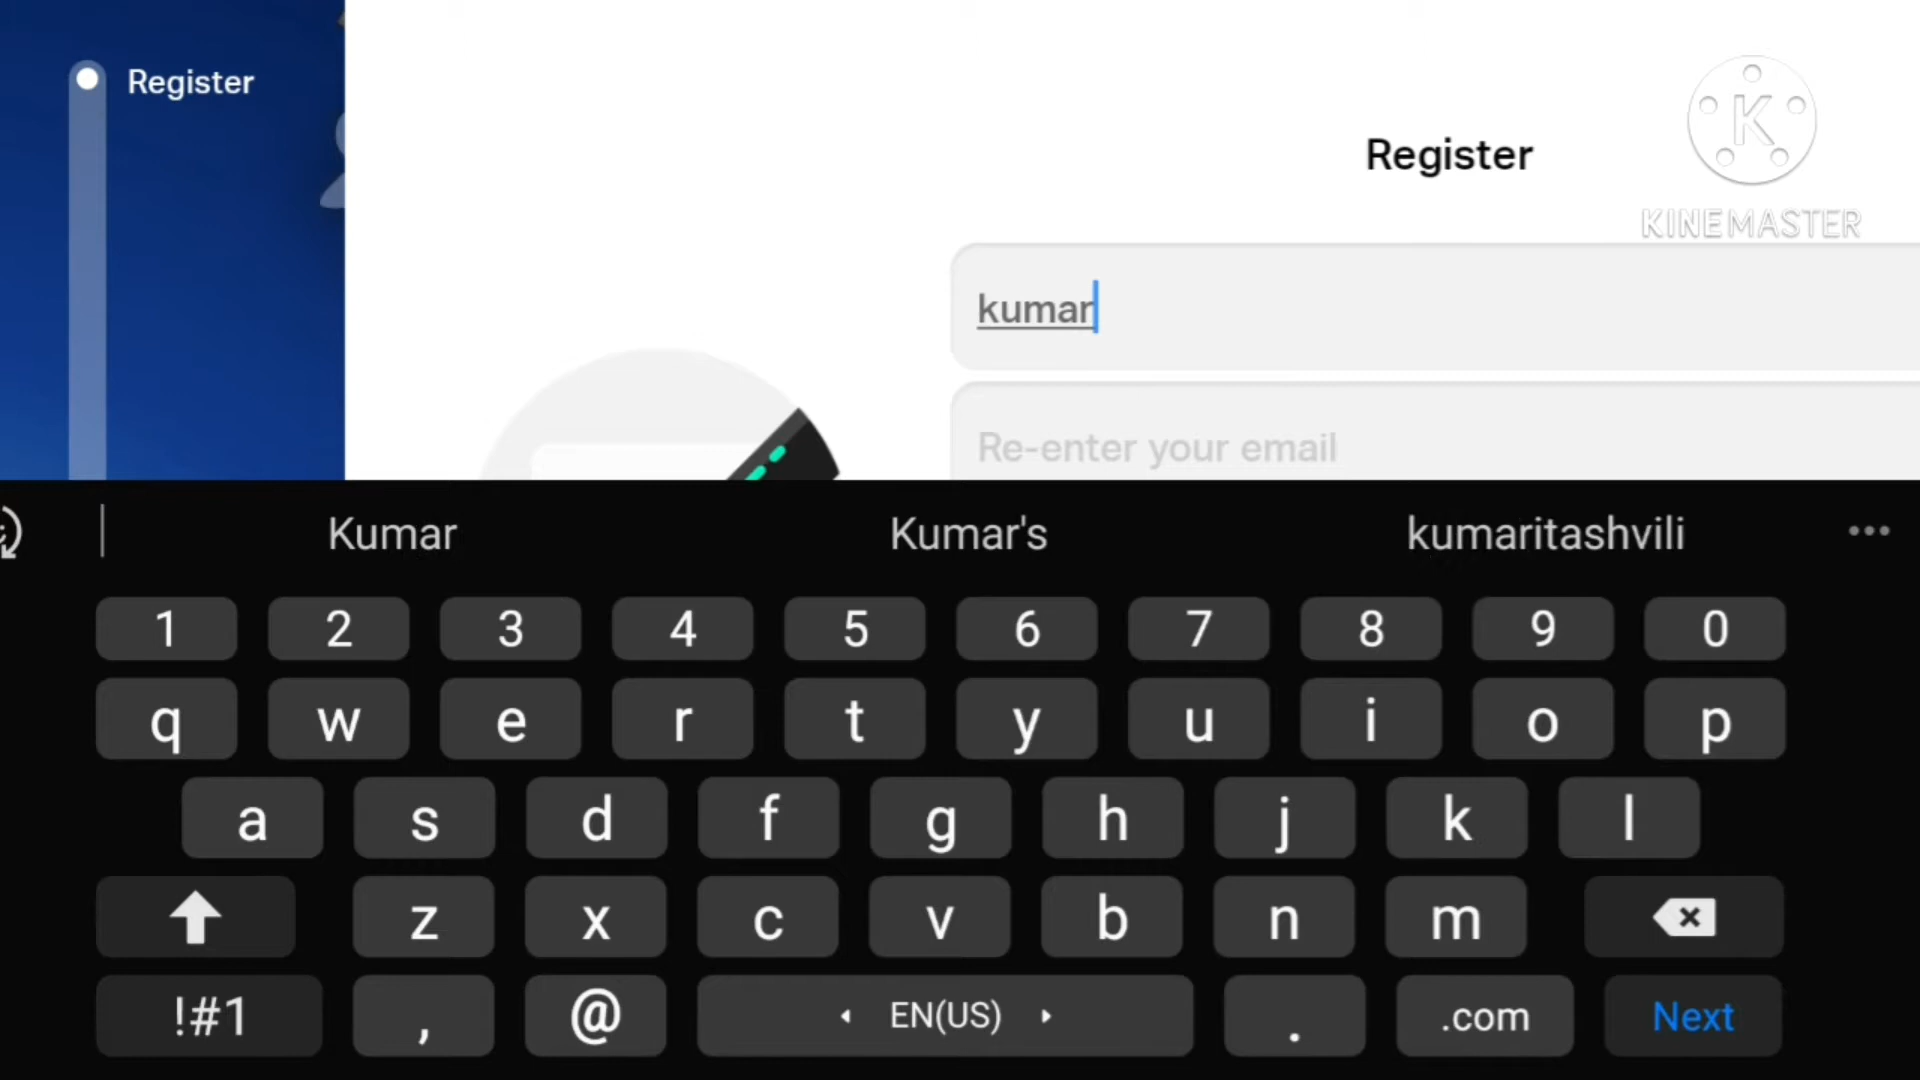 Register
Register
K
KINEMASTER
kumar
Re-enter your email
Kumar Kumar's kumaritashvili
1 2 3 4 5 6 7 8 9 0
q w e r t y u i o p
a s d f g h j k l
z x c v b n m
!#1 , @ EN(US) . .com Next